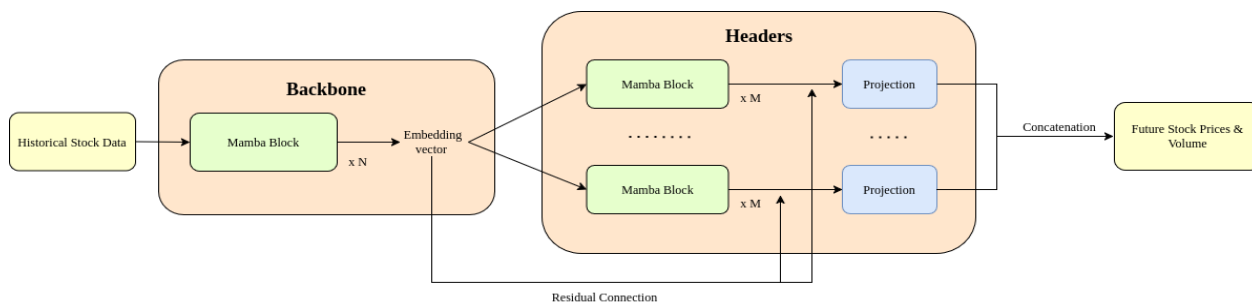 Headers
Backbone
Historical Stock Data
Mamba Block
x N
Embedding
vector
Mamba Block
x M
Projection
Mamba Block
x M
Projection
Concatenation
Future Stock Prices &
Volume
Residual Connection